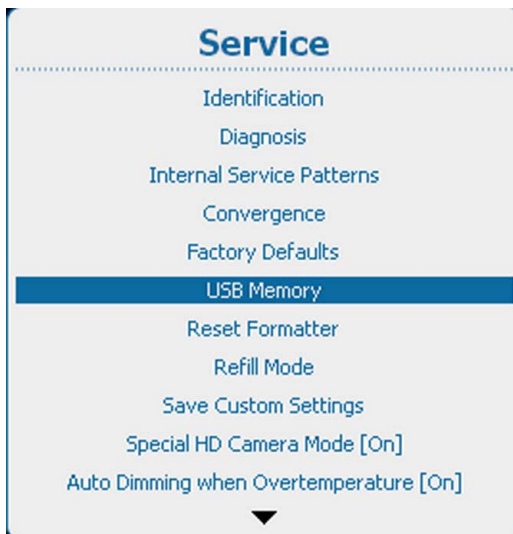 Service
Identification
Diagnosis
Internal Service Patterns
Convergence
Factory Defaults
USB Memory
Reset Formatter
Refill Mode
Save Custom Settings
Special HD Camera Mode [On]
Auto Dimming when Overtemperature [On]